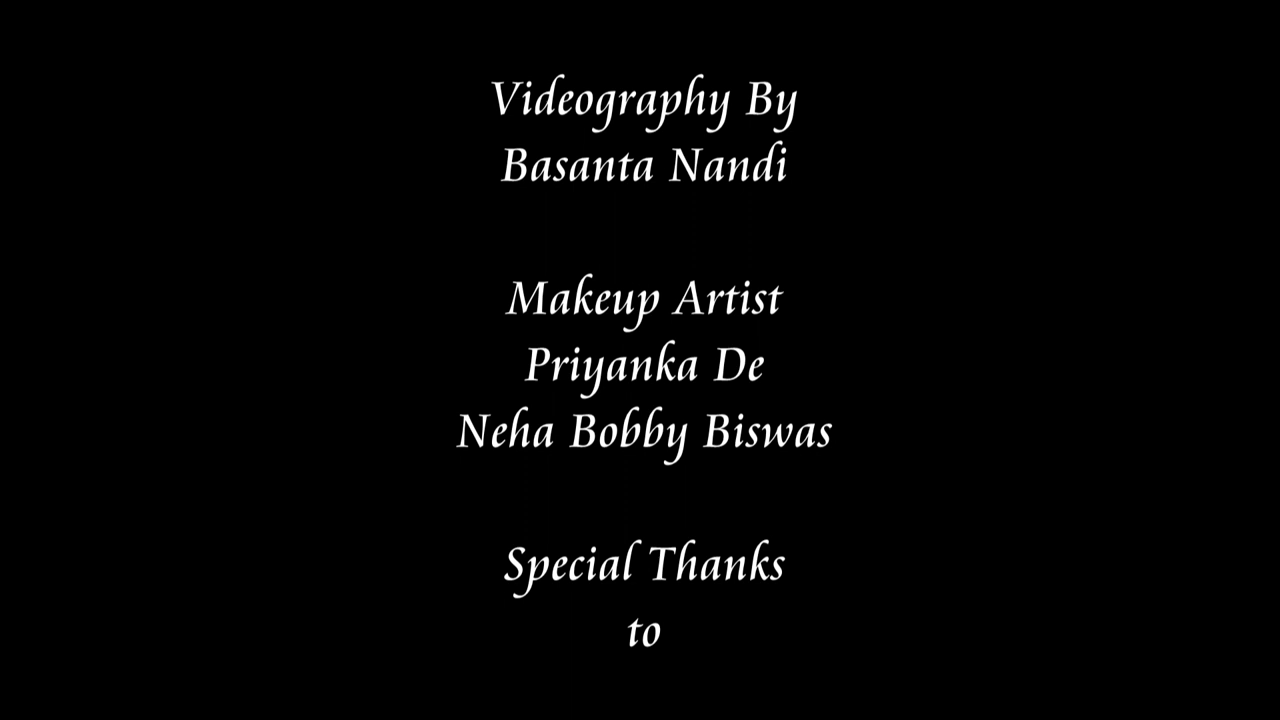 Videography By
Basanta Nandi
Makeup Artist
Priyanka De
Neha Bobby Biswas
Special Thanks
to